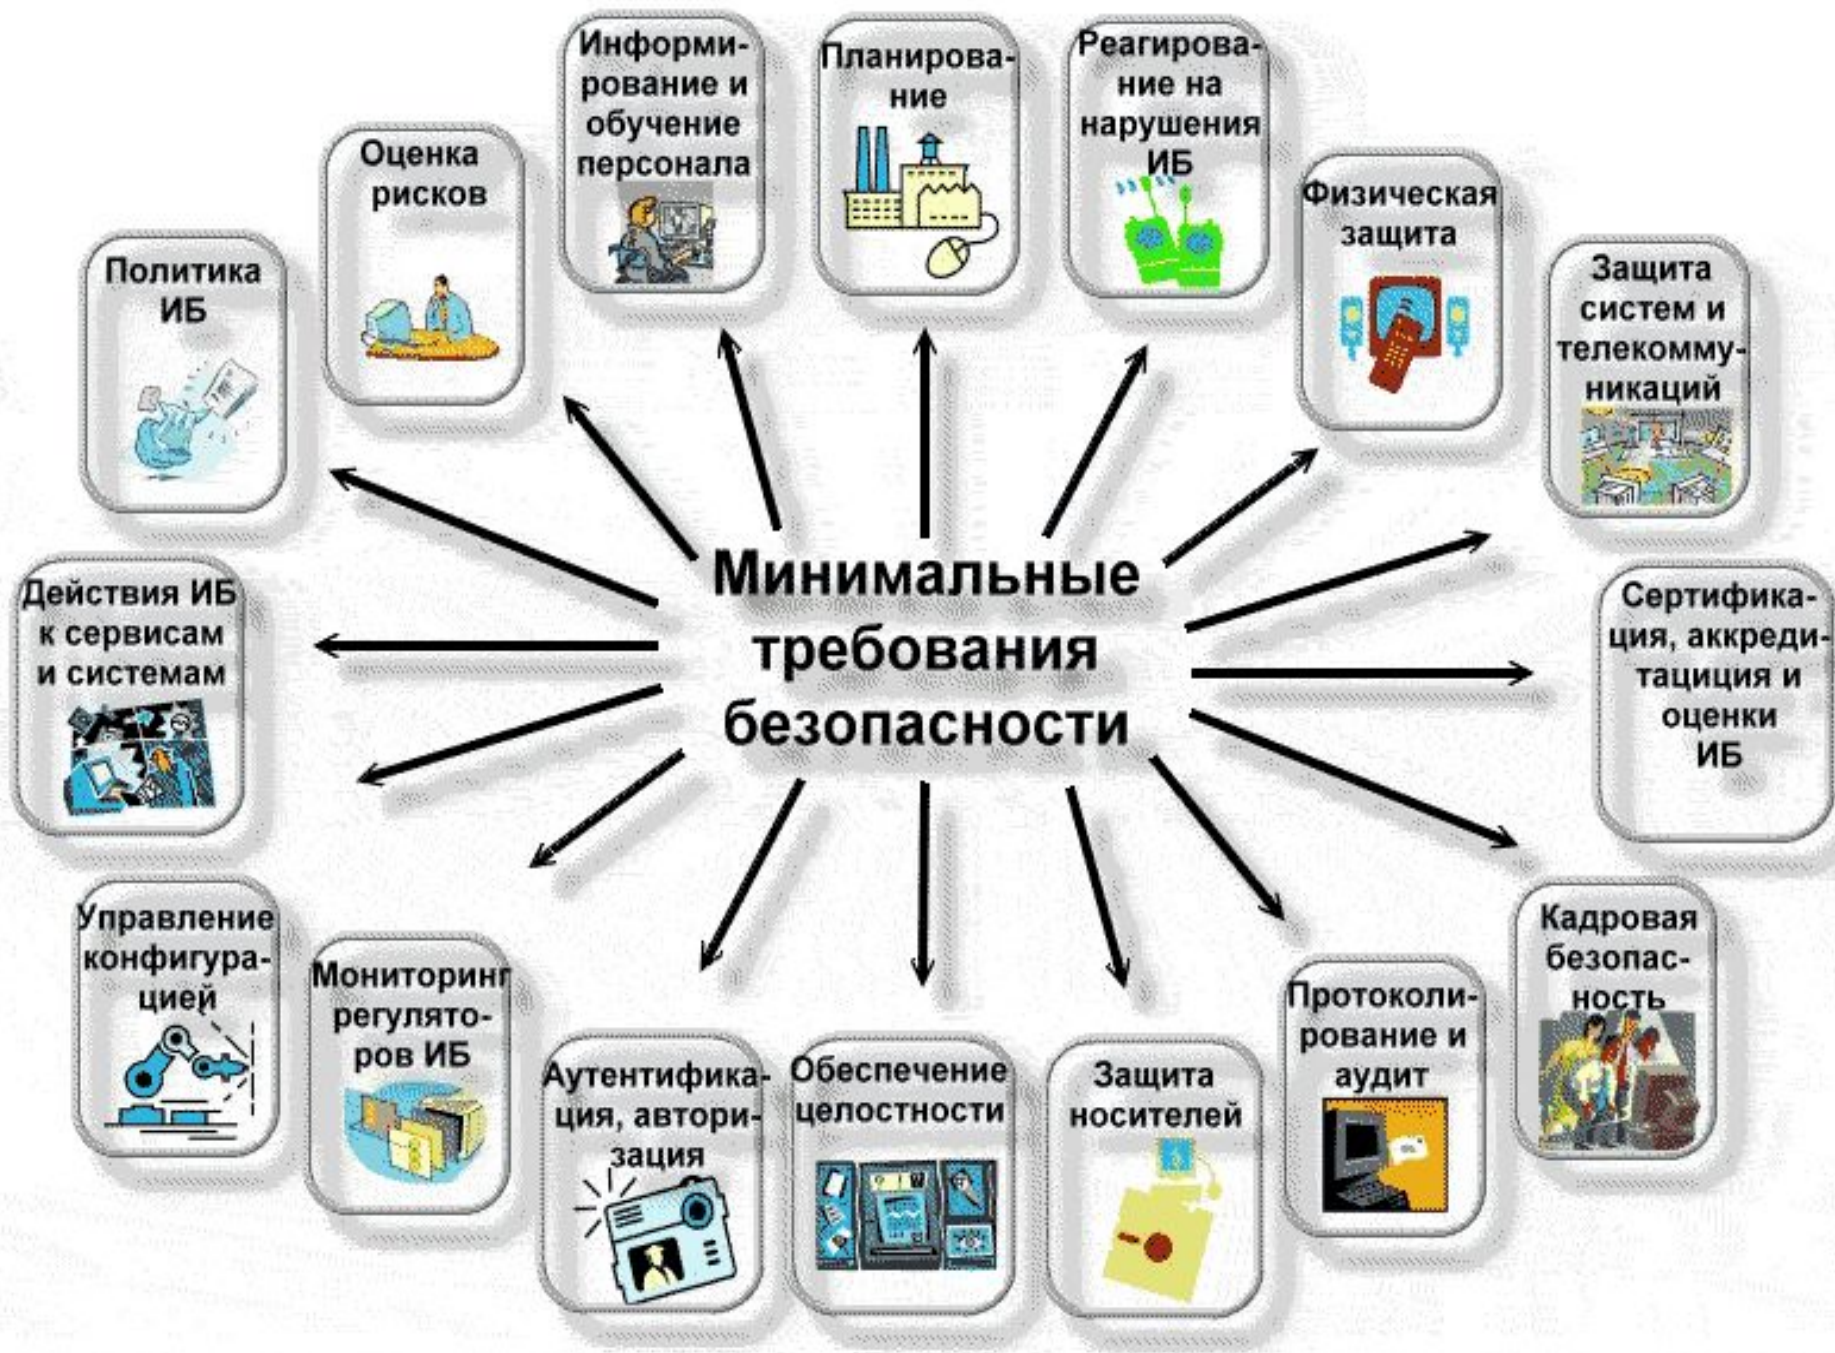 Информи-
рование и
обучение
персонала
Планирова-
ние
Реагирова-
ние на
нарушения
ИБ
Оценка
рисков
Физическая
защита
Политика
ИБ
Защита
систем и
телекомму-
никаций
Минимальные
требования
безопасности
Действия ИБ
к сервисам
и системам
Сертифика-
ция, аккреди-
тациция и
оценки
ИБ
Управление
конфигура-
цией
Мониторинг
регулято-
ров ИБ
Аутентифика-
ция, автори-
зация
Обеспечение
целостности
Защита
носителей
Протоколи-
рование и
аудит
Кадровая
безопас-
ность